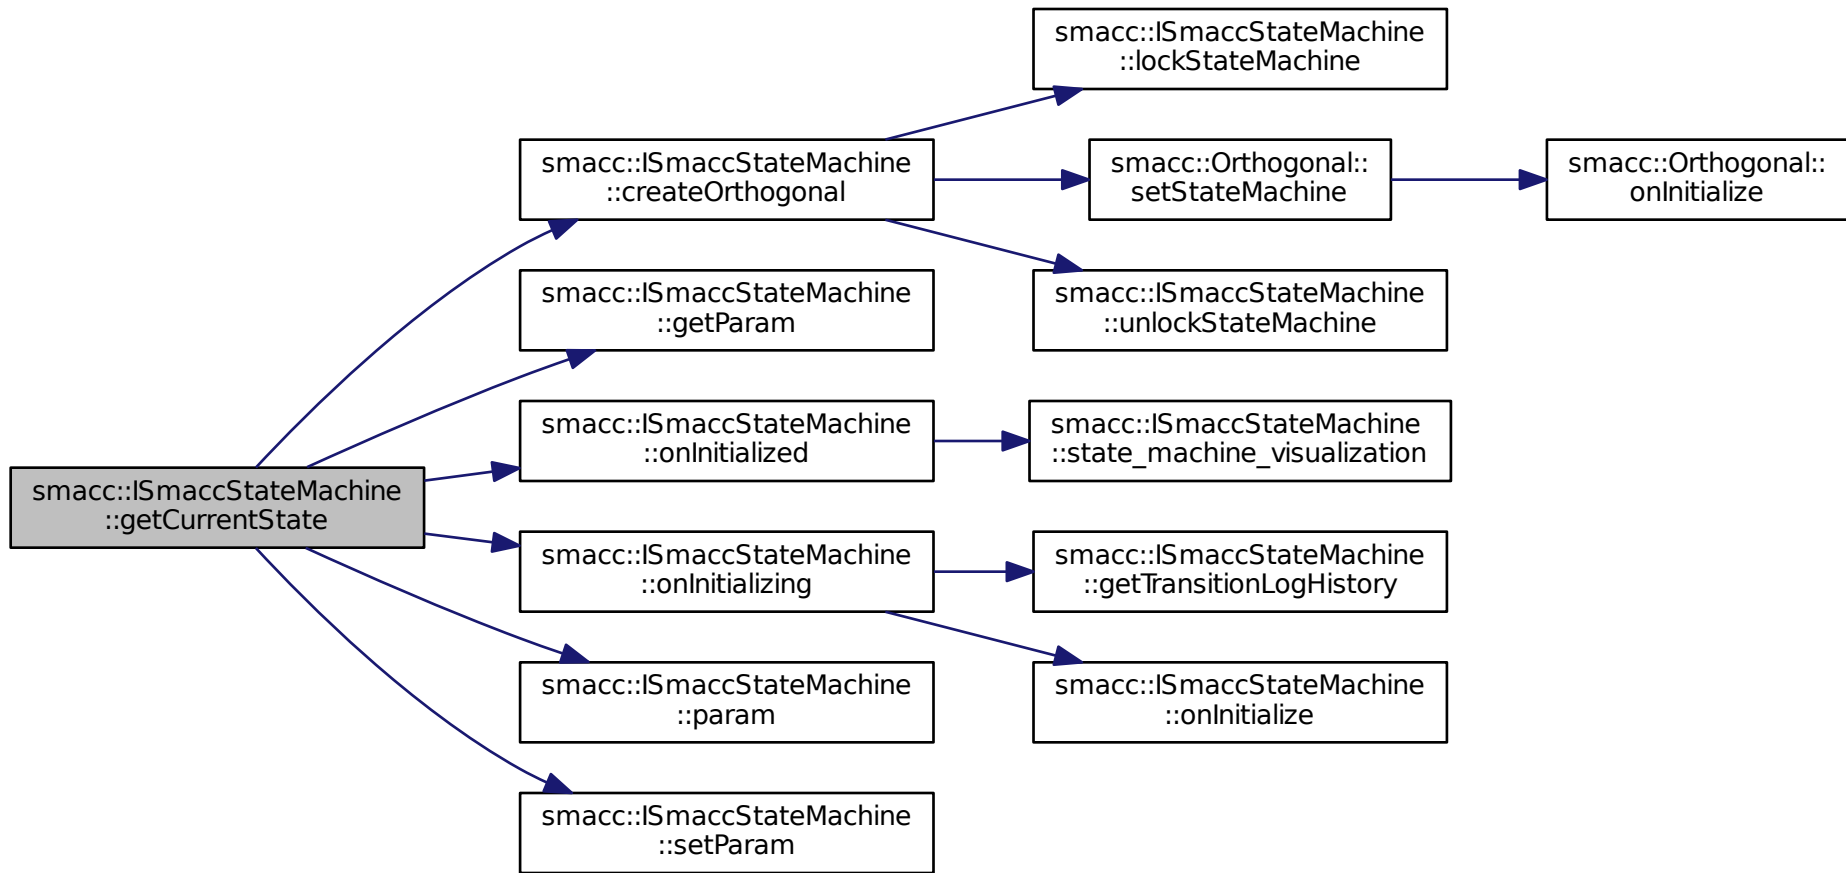 smacc::ISmaccStateMachine
::getCurrentState
smacc::ISmaccStateMachine
::createOrthogonal
smacc::ISmaccStateMachine
::lockStateMachine
smacc::Orthogonal::
setStateMachine
smacc::Orthogonal::
onInitialize
smacc::ISmaccStateMachine
::unlockStateMachine
smacc::ISmaccStateMachine
::getParam
smacc::ISmaccStateMachine
::onInitialized
smacc::ISmaccStateMachine
::state_machine_visualization
smacc::ISmaccStateMachine
::onInitializing
smacc::ISmaccStateMachine
::getTransitionLogHistory
smacc::ISmaccStateMachine
::onInitialize
smacc::ISmaccStateMachine
::param
smacc::ISmaccStateMachine
::setParam